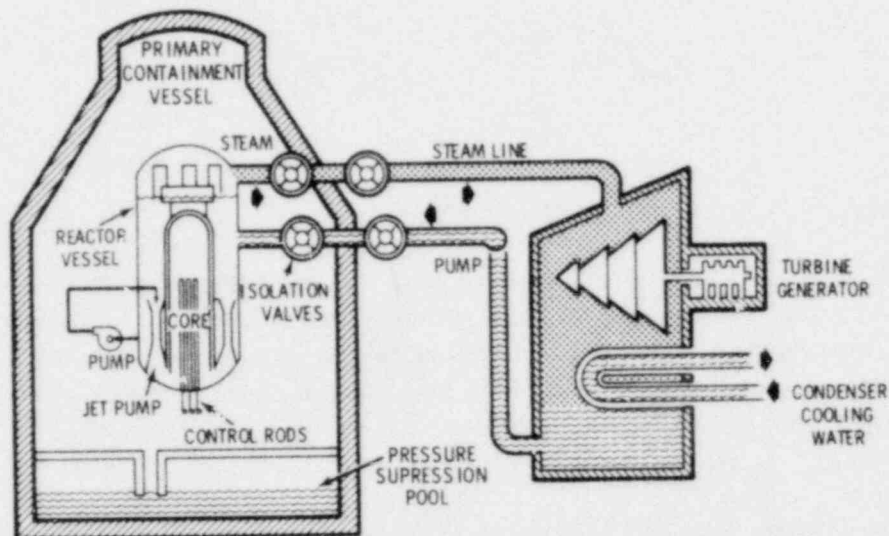 PRIMARY
CONTAINMENT
VESSEL
STEAM
STEAM LINE
REACTOR
VESSEL
ISOLATION
VALVES
PUMP
TURBINE
GENERATOR
CORE
PUMP
JET PUMP
CONTROL RODS
CONDENSER
COOLING
WATER
PRESSURE
SUPRESSION
POOL